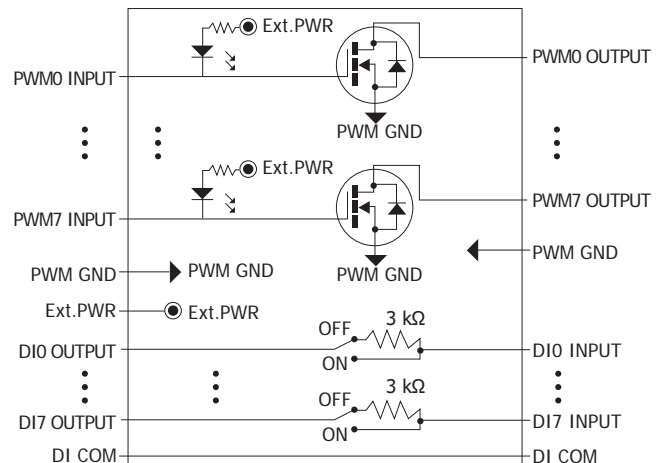 Ext.PWR
PWM0 INPUT
PWM0 OUTPUT
PWM GND
Ext.PWR
PWM7 INPUT
PWM7 OUTPUT
PWM GND
PWM GND
PWM GND
PWM GND
Ext.PWR
Ext.PWR
3 kΩ
OFF
DI0 OUTPUT
DI0 INPUT
ON
3 kΩ
OFF
DI7 OUTPUT
DI7 INPUT
ON
DI COM
DI COM